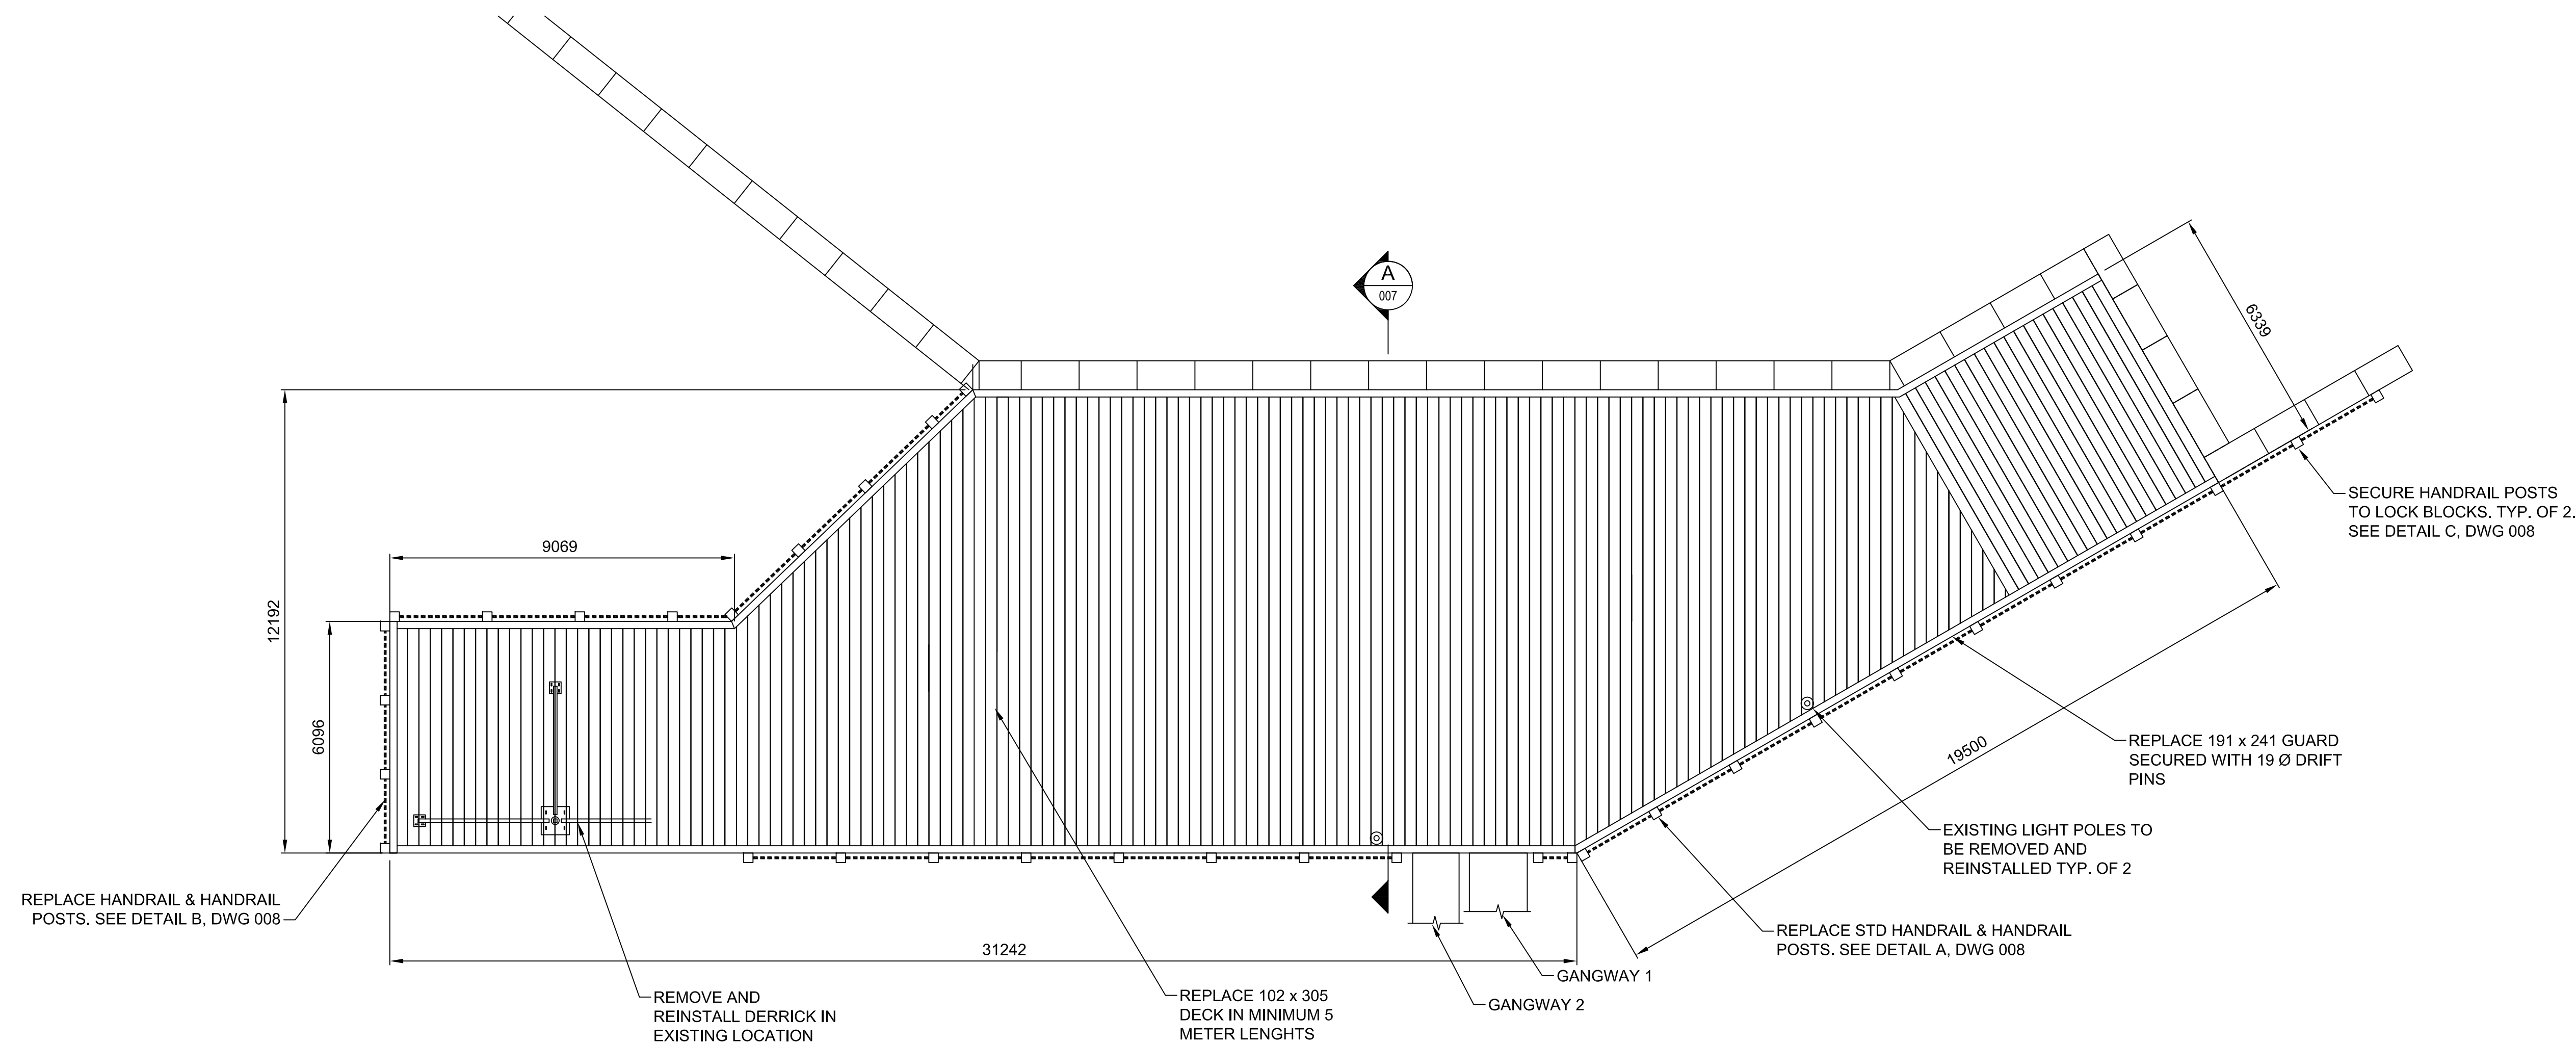 A
007
6339
SECURE HANDRAIL POSTS
TO LOCK BLOCKS. TYP. OF 2.
SEE DETAIL C, DWG 008
9069
12192
6096
19500
REPLACE 191 x 241 GUARD
SECURED WITH 19 Ø DRIFT
PINS
EXISTING LIGHT POLES TO
BE REMOVED AND
REINSTALLED TYP. OF 2
REPLACE HANDRAIL & HANDRAIL
POSTS. SEE DETAIL B, DWG 008
REPLACE STD HANDRAIL & HANDRAIL
POSTS. SEE DETAIL A, DWG 008
31242
GANGWAY 1
GANGWAY 2
REMOVE AND
REINSTALL DERRICK IN
EXISTING LOCATION
REPLACE 102 x 305
DECK IN MINIMUM 5
METER LENGHTS